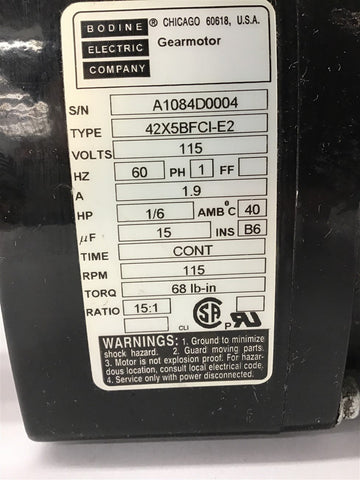 BODINE ® CHICAGO 60618, U.S.A.
ELECTRIC Gearmotor
COMPANY
S/N A1084D0004
TYPE 42X5BFCI-E2
VOLTS 115
HZ 60 PH 1 FF
A 1.9
HP 1/6 AMB°C 40
µF 15 INS B6
TIME CONT
RPM 115
TORQ 68 lb-in
RATIO 15:1
CLI SA P RU
WARNINGS: 1. Ground to minimize
shock hazard. 2. Guard moving parts.
3. Motor is not explosion proof. For hazar-
dous location, consult local electrical code.
4. Service only with power disconnected.